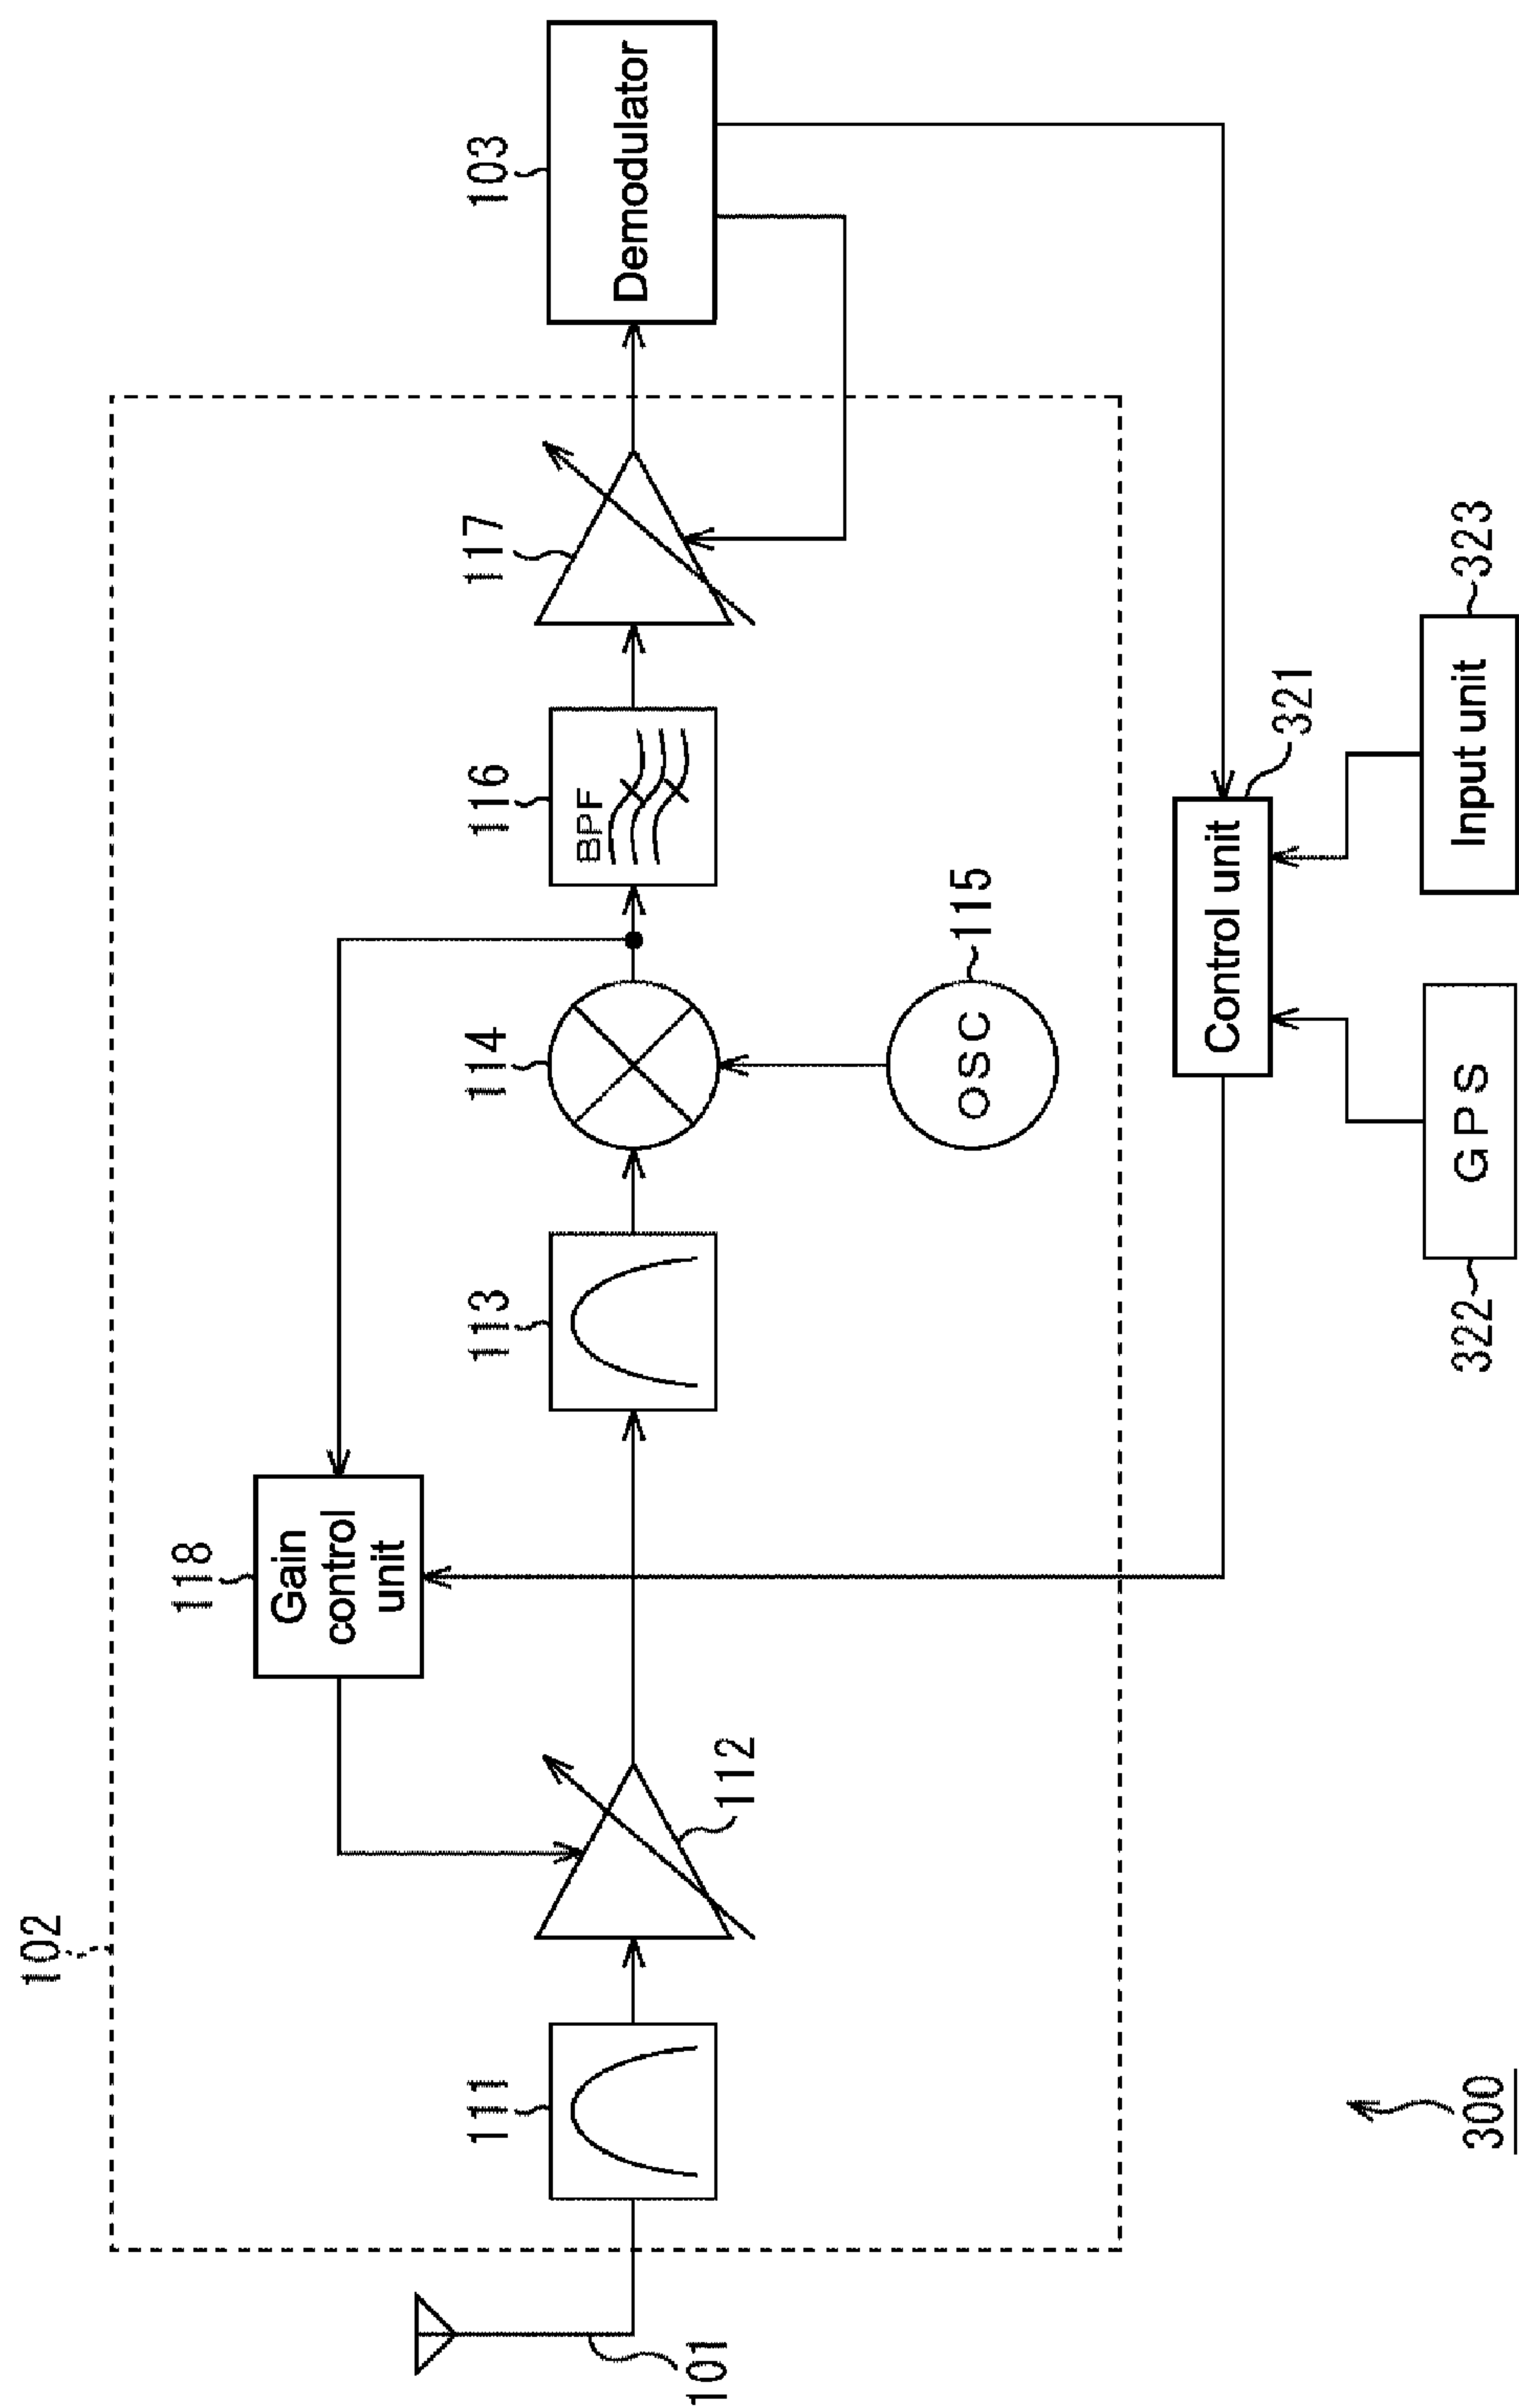 102
118
Gain
control
unit
101
111
112
113
114
OSC
115
116
BPF
117
103
Demodulator
Control unit
321
322
GPS
Input unit
323
300